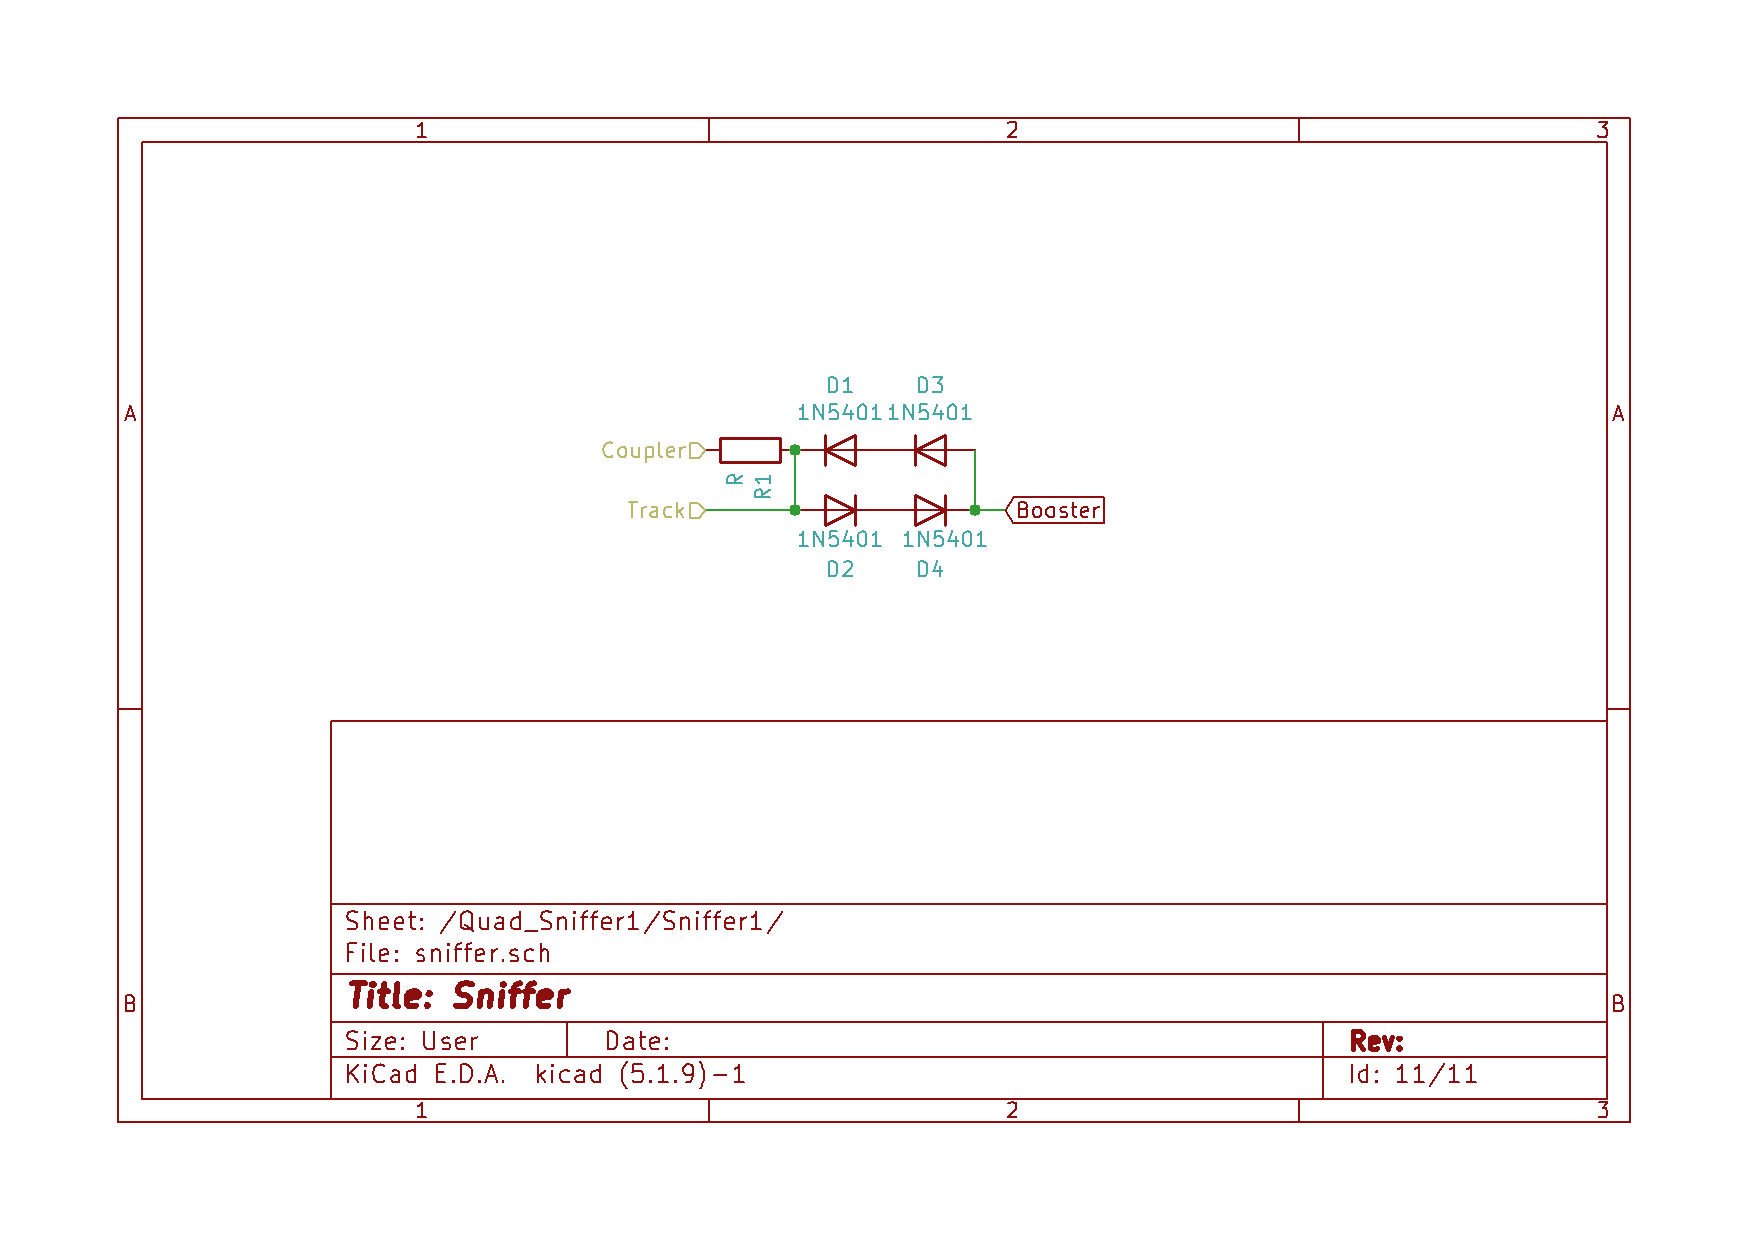 1 2 3
A A
D1 D3
1N5401 1N5401
Coupler
R
R1
Track
Booster
1N5401 1N5401
D2 D4
Sheet: /Quad_Sniffer1/Sniffer1/
File: sniffer.sch
Title: Sniffer
B B
Size: User Date: Rev:
KiCad E.D.A. kicad (5.1.9)-1 Id: 11/11
1 2 3